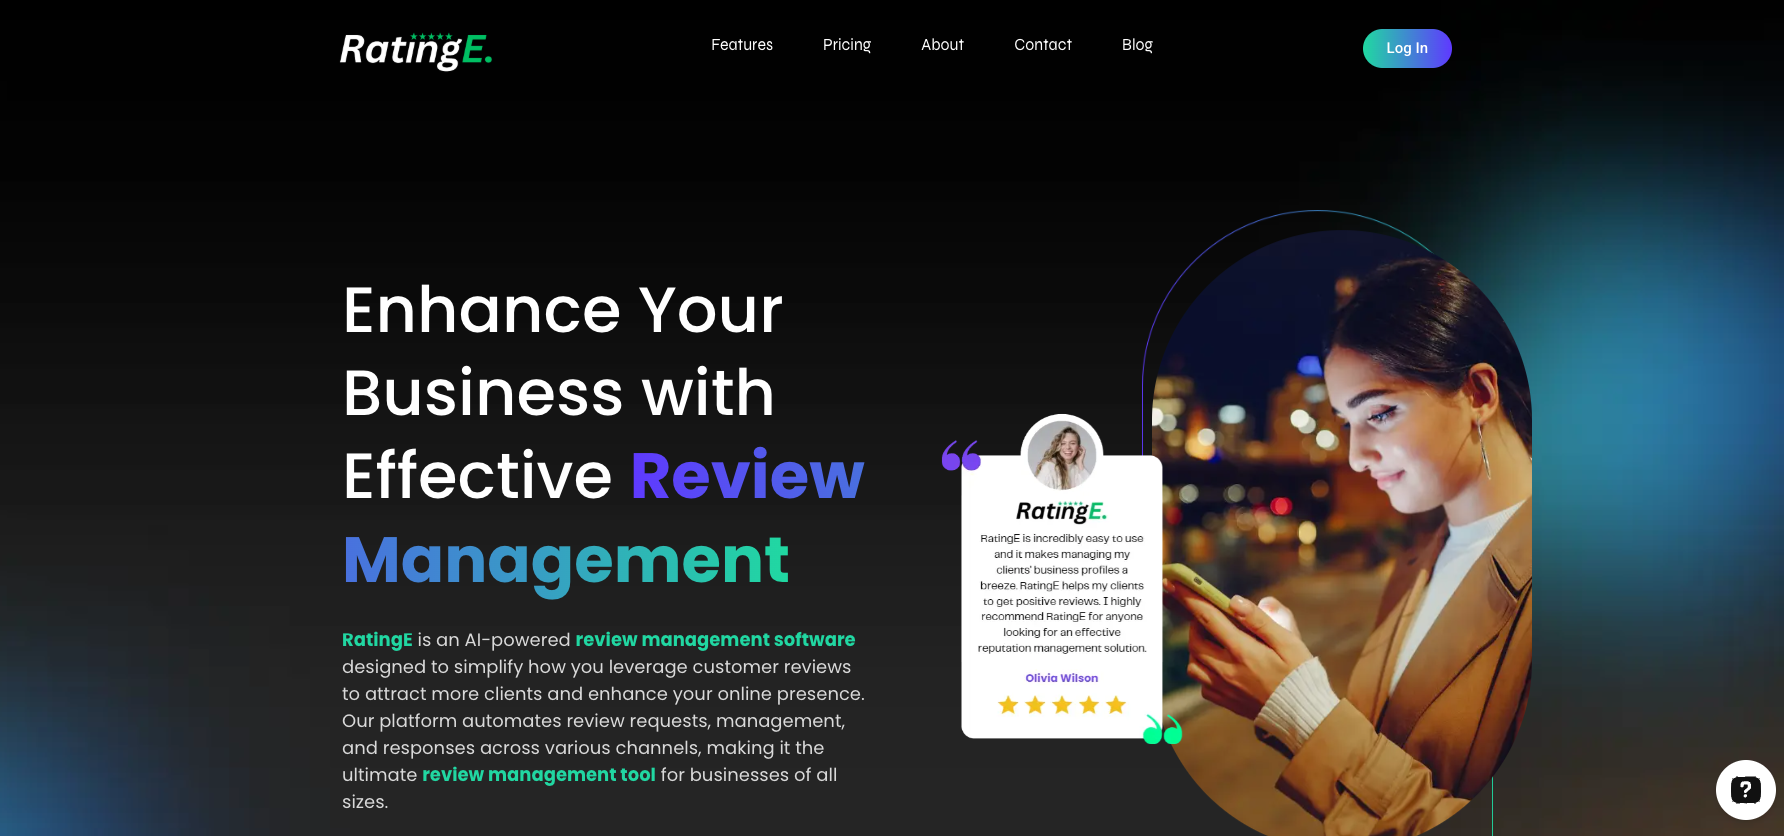 RatingE.
Features
Pricing
About
Contact
Blog
Log In
Enhance Your
Business with
Effective Review
Management
RatingE is an AI-powered review management software
designed to simplify how you leverage customer reviews
to attract more clients and enhance your online presence.
Our platform automates review requests, management,
and responses across various channels, making it the
ultimate review management tool for businesses of all
sizes.
RatingE.
RatingE is incredibly easy to use
and it makes managing my
clients' business profiles a
breeze. RatingE helps my clients
to get positive reviews. I highly
recommend RatingE for anyone
looking for an effective
reputation management solution.
Olivia Wilson